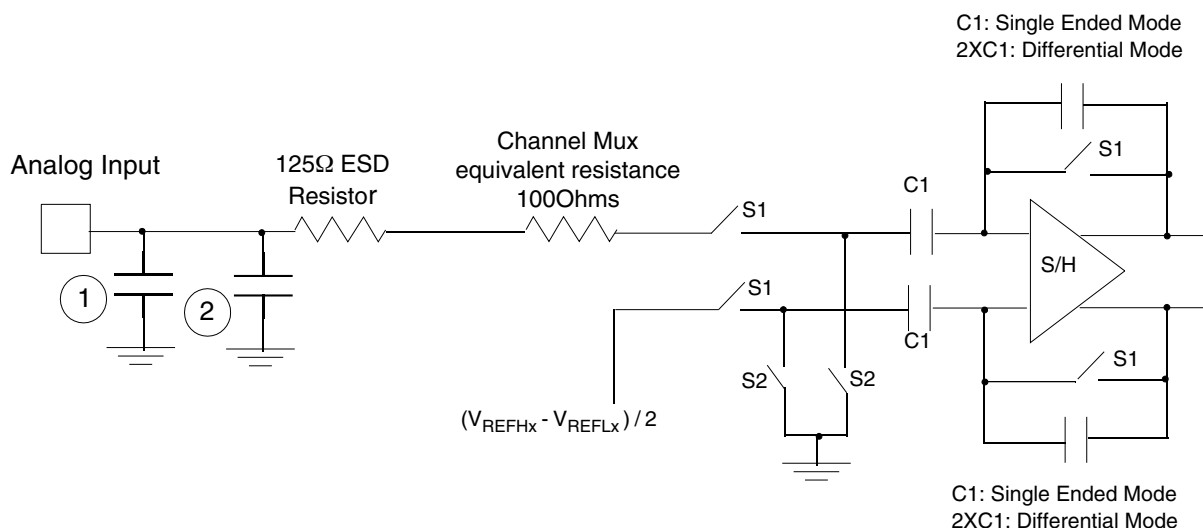 C1: Single Ended Mode
2XC1: Differential Mode
Analog Input
125Ω ESD
Resistor
Channel Mux
equivalent resistance
100Ohms
S1
C1
S1
S/H
1
2
S1
C1
S2
S2
S1
(VREFHx - VREFLx) / 2
C1: Single Ended Mode
2XC1: Differential Mode